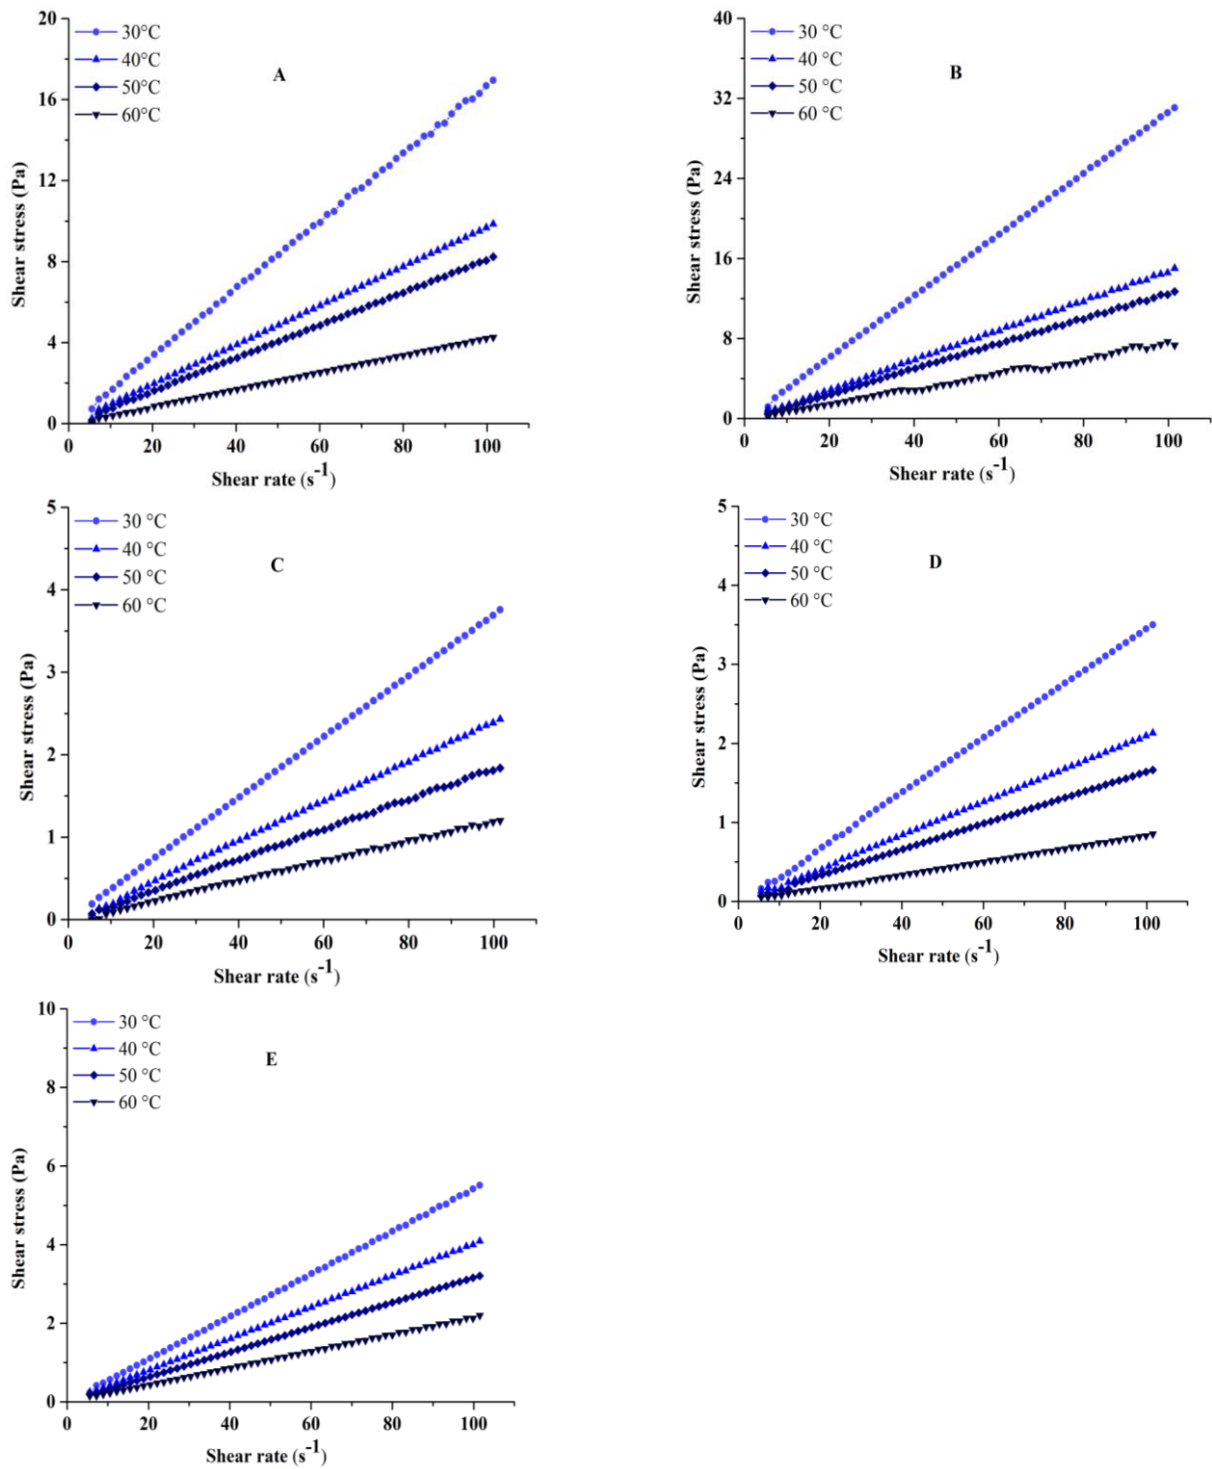 20
16
12
8
4
0
Shear stress (Pa)
30°C
40°C
50°C
60°C
A
0 20 40 60 80 100
Shear rate (s-1)
40
32
24
16
8
0
Shear stress (Pa)
30 °C
40 °C
50 °C
60 °C
B
0 20 40 60 80 100
Shear rate (s-1)
5
4
3
2
1
0
Shear stress (Pa)
30 °C
40 °C
50 °C
60 °C
C
0 20 40 60 80 100
Shear rate (s-1)
5
4
3
2
1
0
Shear stress (Pa)
30 °C
40 °C
50 °C
60 °C
D
0 20 40 60 80 100
Shear rate (s-1)
10
8
6
4
2
0
Shear stress (Pa)
30 °C
40 °C
50 °C
60 °C
E
0 20 40 60 80 100
Shear rate (s-1)